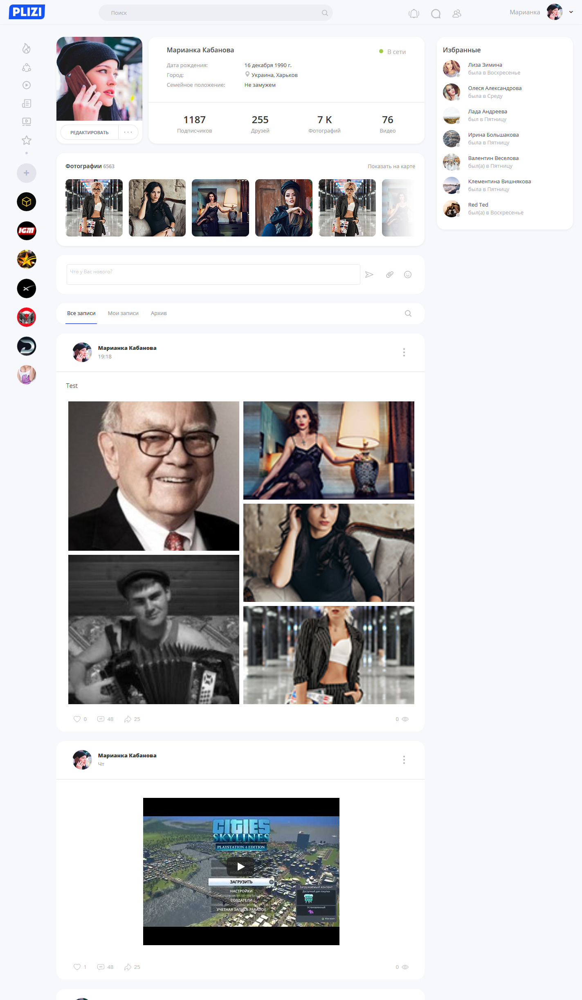 PLIZI
Поиск
Марианка
Марианка Кабанова
В сети
Дата рождения: 16 декабря 1990 г.
Город: Украина, Харьков
Семейное положение: Не замужем
1187 255 7 K 76
Подписчиков Друзей Фотографий Видео
РЕДАКТИРОВАТЬ ...
Избранные
Лиза Зимина
была в Воскресенье
Олеся Александрова
была в Среду
Лада Андреева
был в Пятницу
Ирина Большакова
была в Пятницу
Валентин Веселова
был(а) в Пятницу
Клементина Вишнякова
была в Пятницу
Red Ted
был(а) в Воскресенье
Фотографии 6563 Показать на карте
IGM
Что у Вас нового?
Все записи Мои записи Архив
Марианка Кабанова
19:18
Test
0 48 25 0
Марианка Кабанова
Чт
CITIES
SKYLINES
PLAYSTATION 4 EDITION
ПРОДОЛЖИТЬ
НОВАЯ ИГРА
ЗАГРУЗИТЬ
НАСТРОЙКИ
СОЗДАТЕЛИ
УЧЕТНАЯ ЗАПИСЬ PARADOX
Загружаемый контент
Доступный для покупки
Установленный
Магазин
1 48 25 0